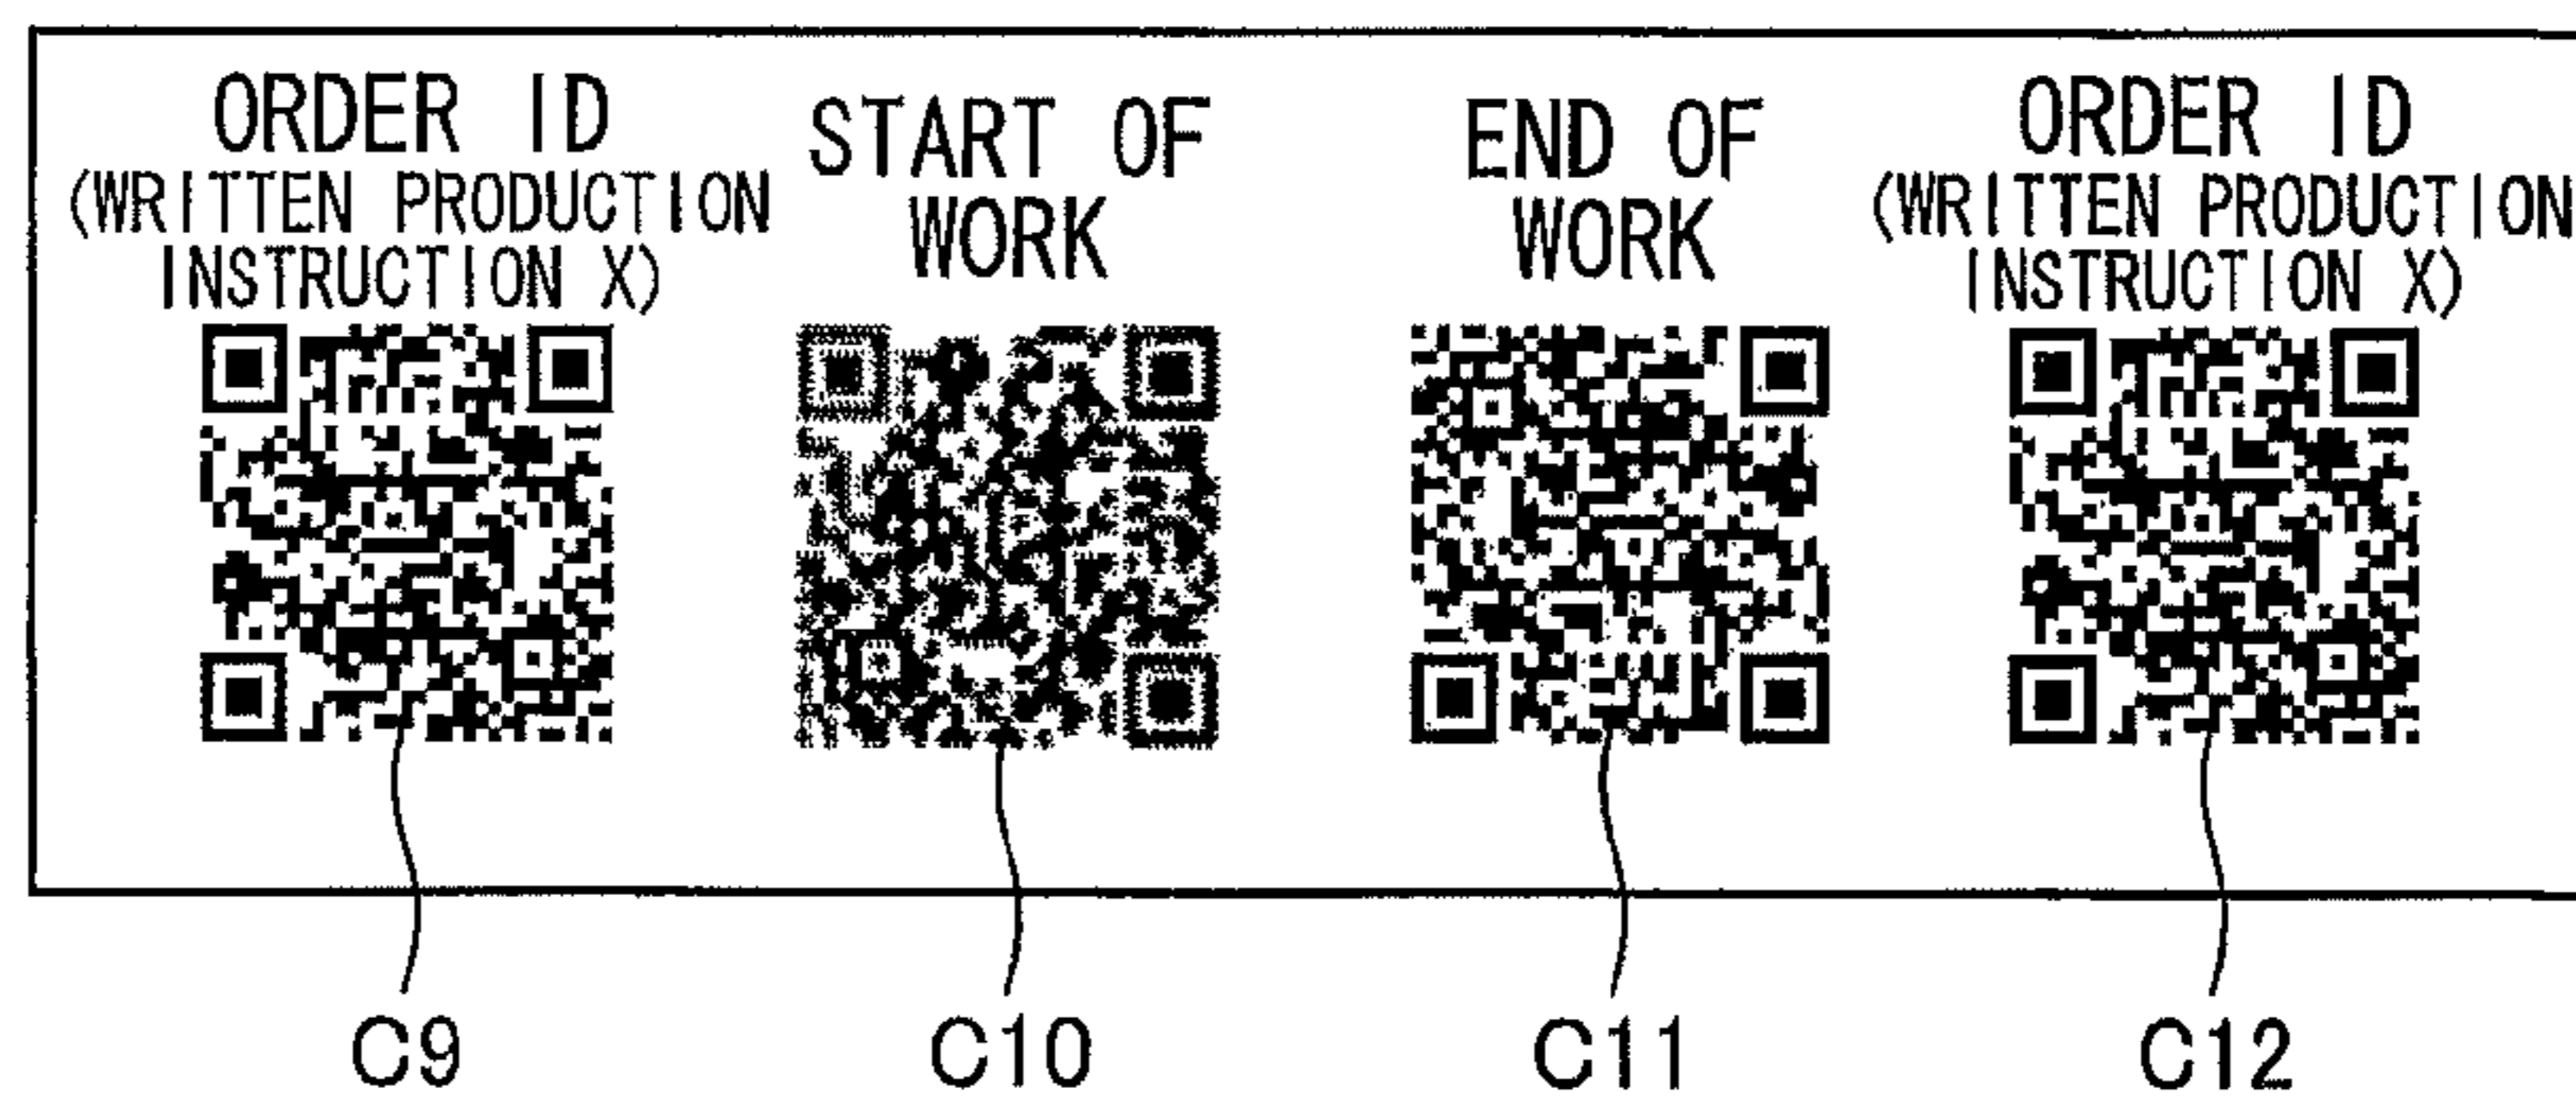 ORDER ID
(WRITTEN PRODUCTION
INSTRUCTION X)
START OF
WORK
END OF
WORK
ORDER ID
(WRITTEN PRODUCTION
INSTRUCTION X)
C9
C10
C11
C12